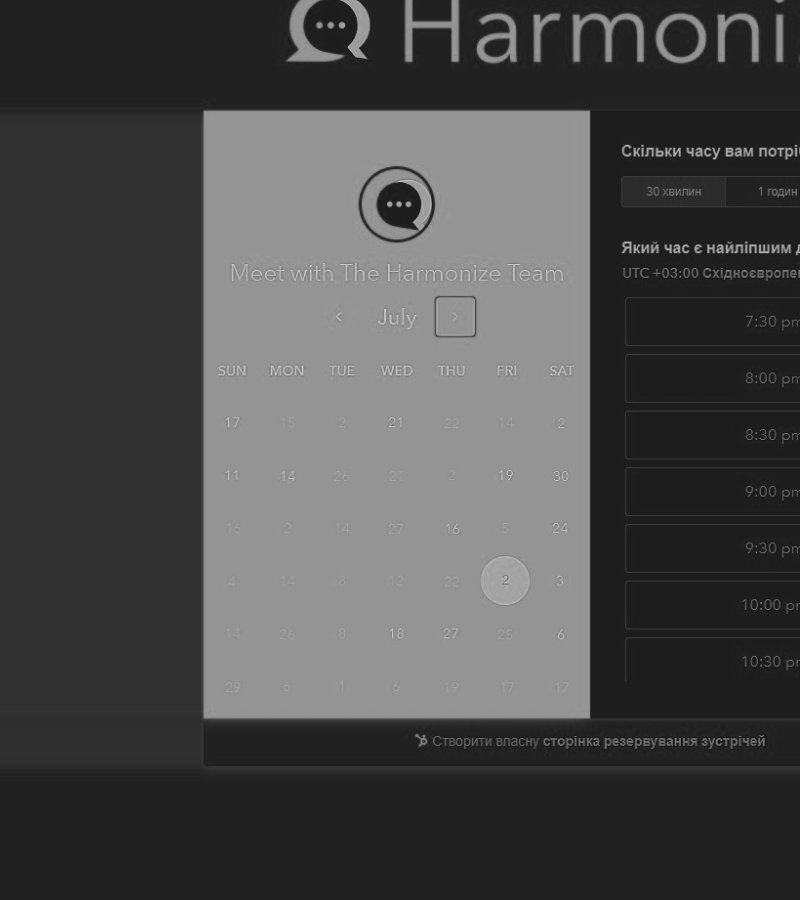 Harmoni
Meet with The Harmonize Team
< July >
SUN MON TUE WED THU FRI SAT
17 15 2 21 22 14 2
11 14 26 21 2 19 30
16 2 14 27 16 5 24
4 14 8 12 22 2 3
14 26 8 18 27 25 6
29 6 1 6 19 17 17
Скільки часу вам
30 хвилин 1 годин
Який час є найліпшим
UTC +03:00
7:30 pm
8:00 pm
8:30 pm
9:00 pm
9:30 pm
10:00 pm
10:30 pm
Створити власну сторінка резервування зустрічей